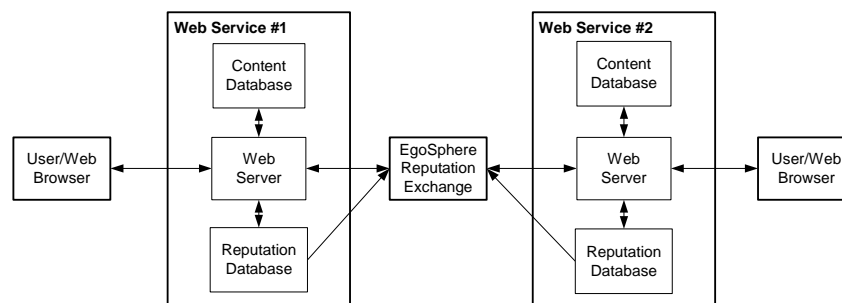 Web Service #1
Content
Database
User/Web
Browser
Web
Server
Reputation
Database
EgoSphere
Reputation
Exchange
Web Service #2
Content
Database
Web
Server
Reputation
Database
User/Web
Browser